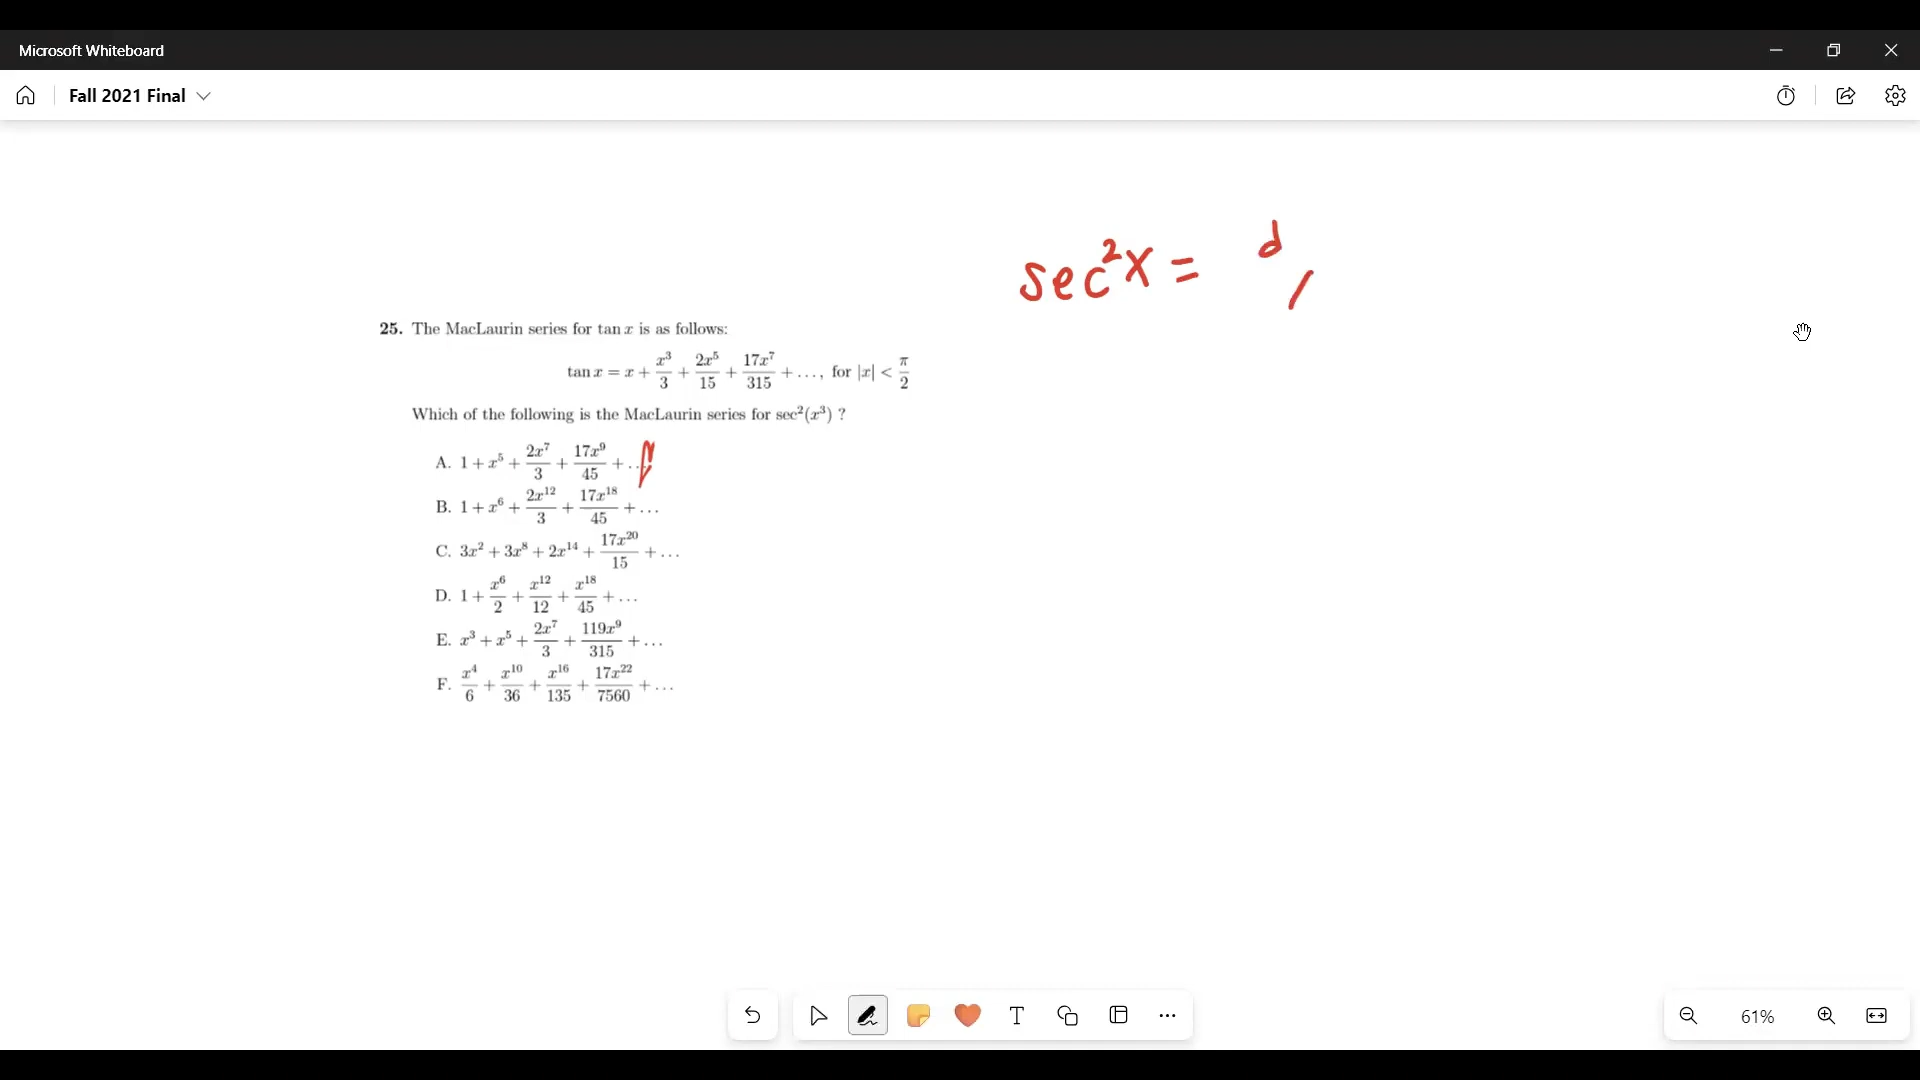 Microsoft Whiteboard
Fall 2021 Final
sec²x = d
/
25. The MacLaurin series for tan x is as follows:
tan x = x + x³/3 + 2x⁵/15 + 17x⁷/315 + ..., for |x| < π/2
Which of the following is the MacLaurin series for sec²(x³) ?
A. 1 + x⁵ + 2x⁷/3 + 17x⁹/45 + ...
B. 1 + x⁶ + 2x¹²/3 + 17x¹⁸/45 + ...
C. 3x² + 3x⁸ + 2x¹⁴ + 17x²⁰/15 + ...
D. 1 + x⁶/2 + x¹²/12 + x¹⁸/45 + ...
E. x³ + x⁵ + 2x⁷/3 + 119x⁹/315 + ...
F. x⁴/6 + x¹⁰/36 + x¹⁶/135 + 17x²²/7560 + ...
T
61%